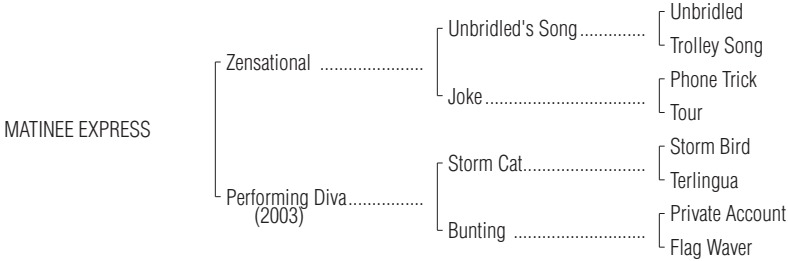 Unbridled
Unbridled's Song..............
Trolley Song
Zensational ......................
Phone Trick
Joke..................................
Tour
MATINEE EXPRESS
Storm Bird
Storm Cat..........................
Terlingua
Performing Diva................
(2003)
Private Account
Bunting ............................
Flag Waver